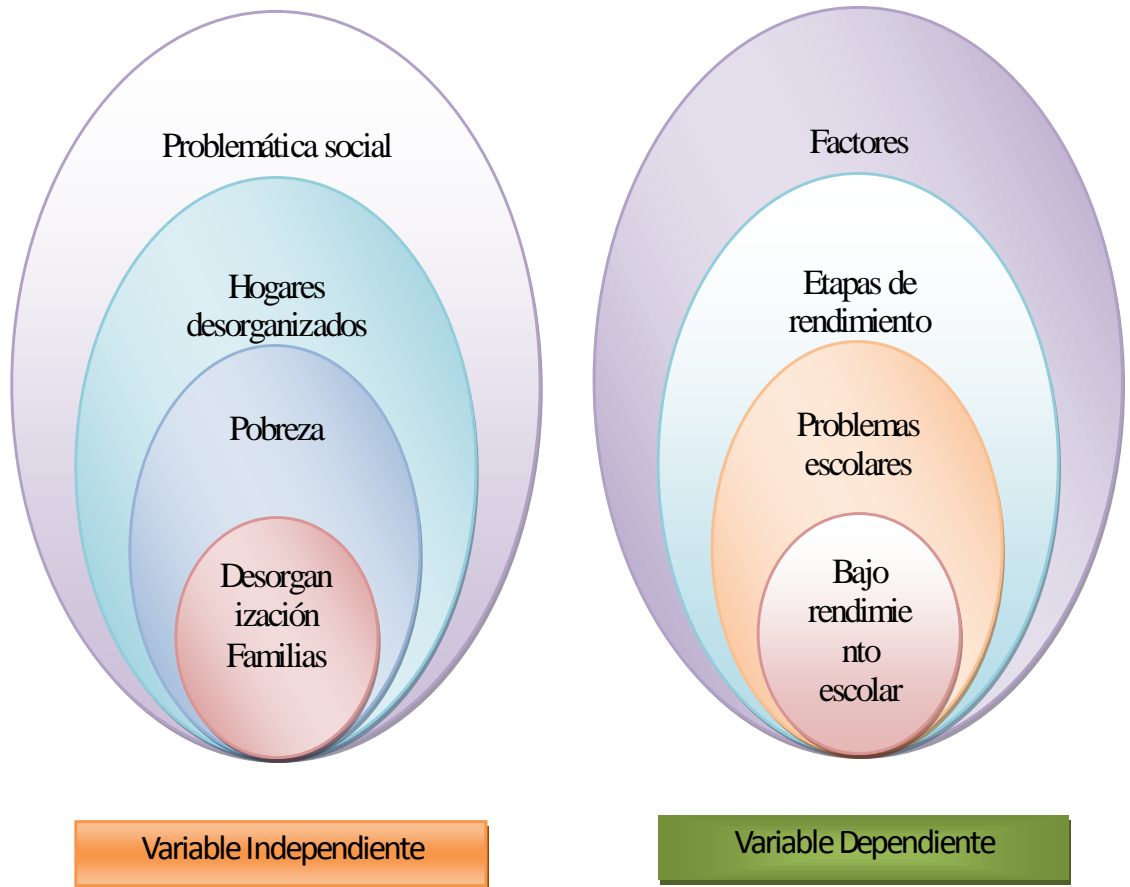 Problemática social
Hogares
desorganizados
Pobreza
Desorgan
ización
Familias
Variable Independiente
Factores
Etapas de
rendimiento
Problemas
escolares
Bajo
rendimie
nto
escolar
Variable Dependiente